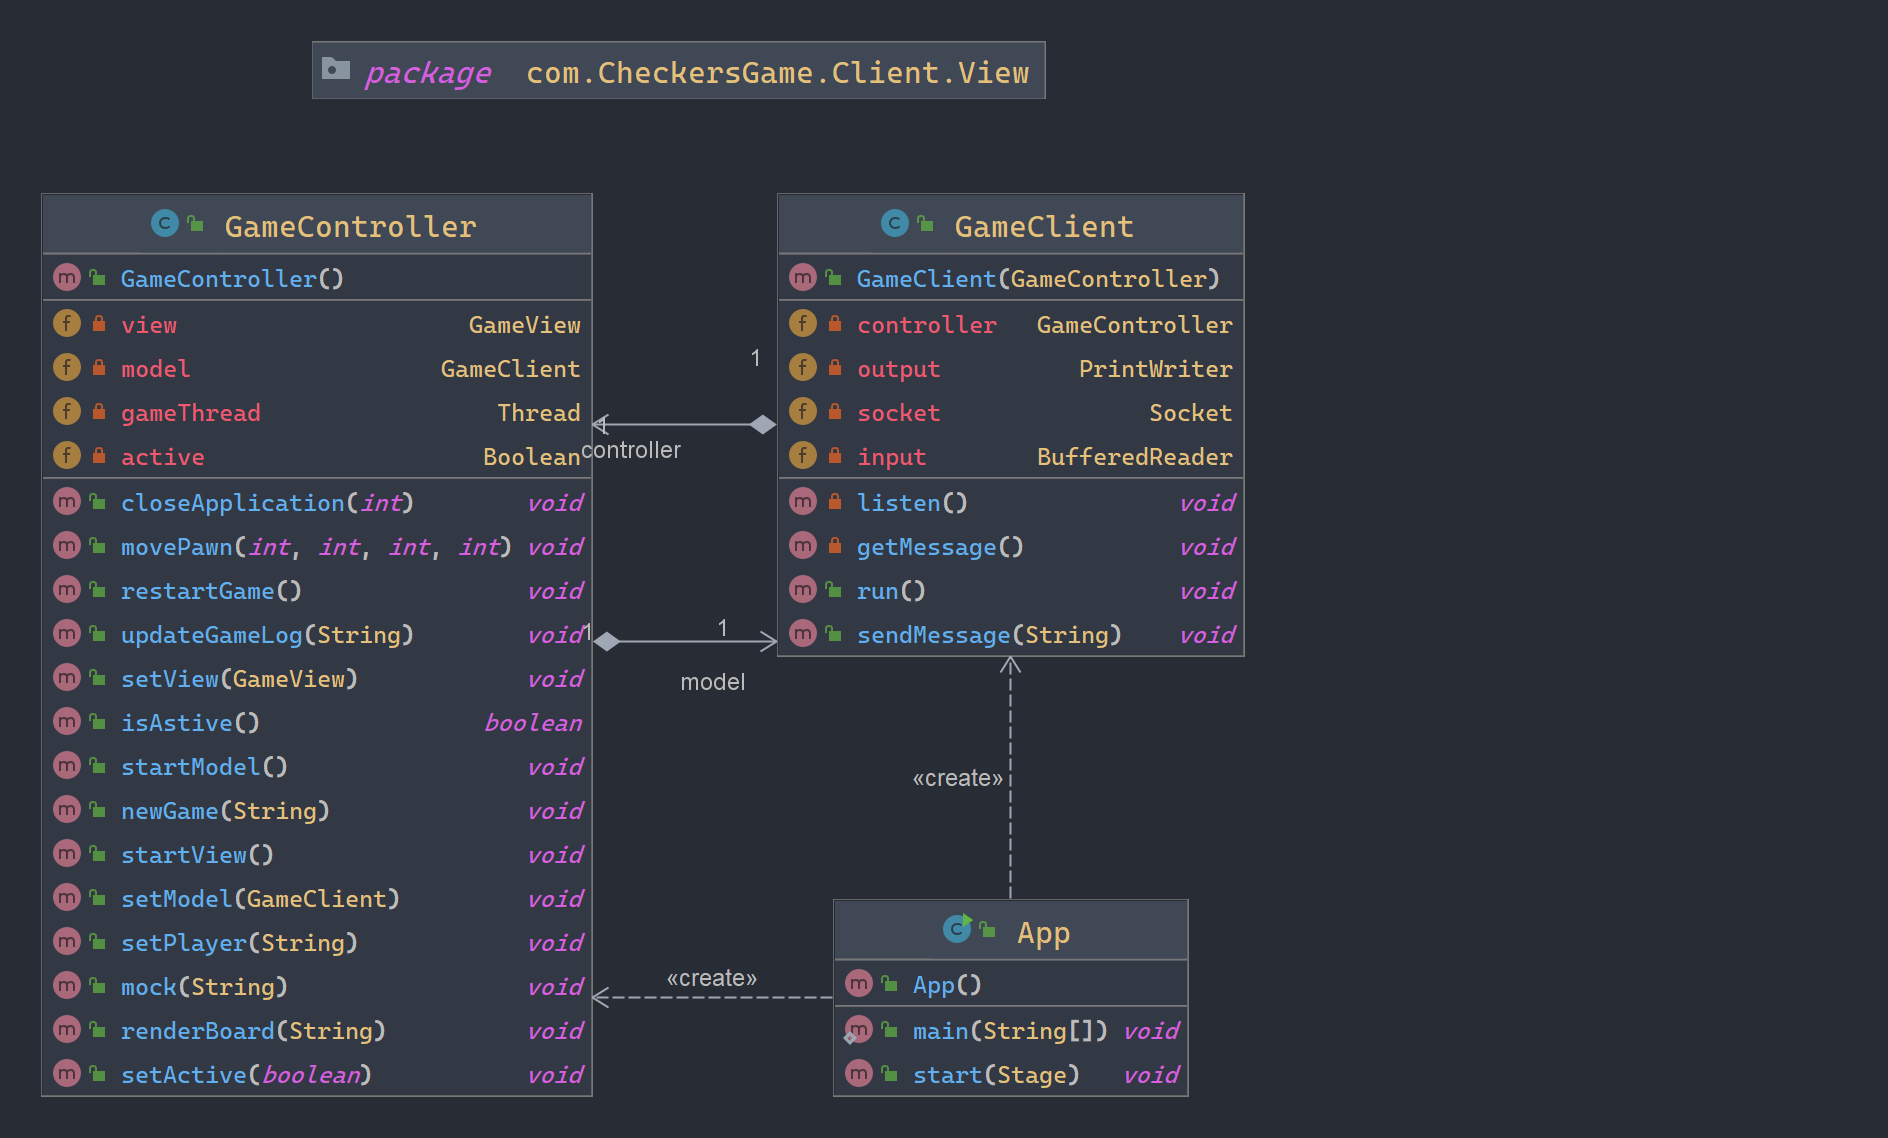 package com.CheckersGame.Client.View
GameController
GameController()
view GameView
model GameClient
gameThread Thread
active Boolean
closeApplication(int) void
movePawn(int, int, int, int) void
restartGame() void
updateGameLog(String) void
setView(GameView) void
isAstive() boolean
startModel() void
newGame(String) void
startView() void
setModel(GameClient) void
setPlayer(String) void
mock(String) void
renderBoard(String) void
setActive(boolean) void
1
1
controller
1
1
model
GameClient
GameClient(GameController)
controller GameController
output PrintWriter
socket Socket
input BufferedReader
listen() void
getMessage() void
run() void
sendMessage(String) void
«create»
«create»
App
App()
main(String[]) void
start(Stage) void